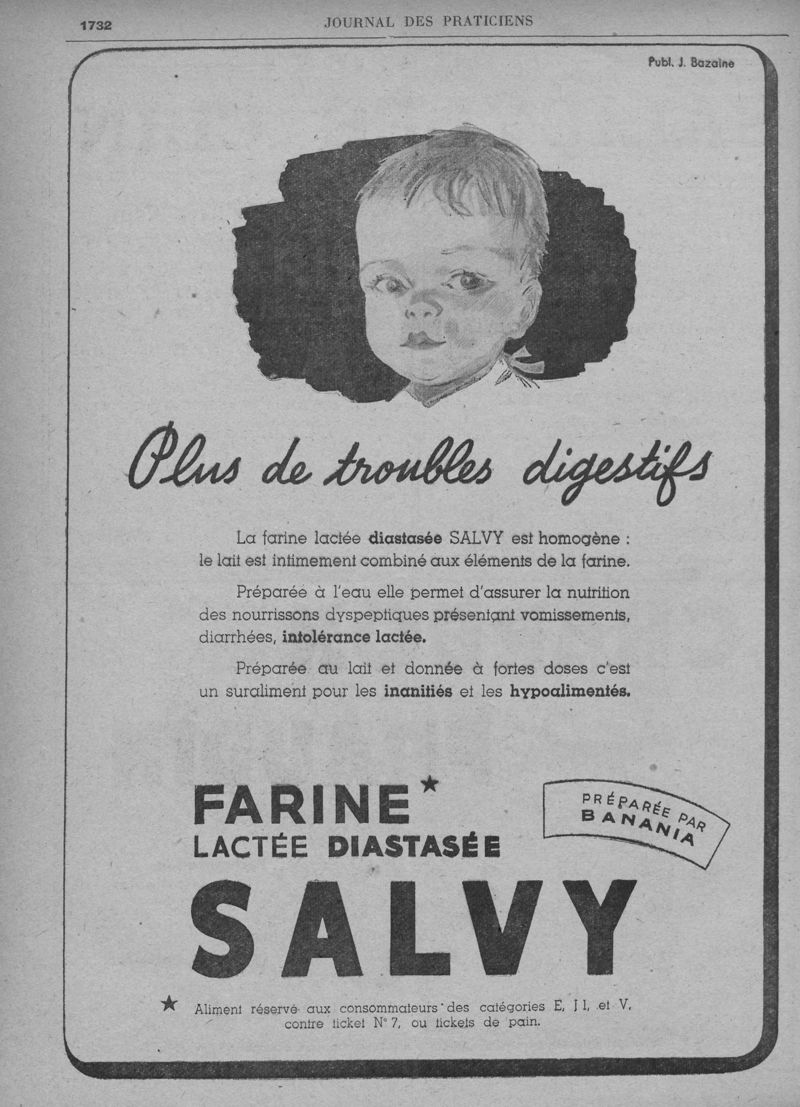 1732
JOURNAL DES PRATICIENS
Publ. J. Bazaine
Plus de troubles digestifs
La farine lactée diastasée SALVY est homogène :
le lait est intimement combiné aux éléments de la farine.
Préparée à l'eau elle permet d'assurer la nutrition
des nourrissons dyspeptiques présentant vomissements,
diarrhées, intolérance lactée.
Préparée au lait et donnée à fortes doses c'est
un suraliment pour les inanitiés et les hypoalimentés.
FARINE★
LACTÉE DIASTASÉE
PRÉPARÉE PAR
BANANIA
SALVY
★ Aliment réservé aux consommateurs des catégories E, J 1, et V,
contre ticket N° 7, ou tickets de pain.